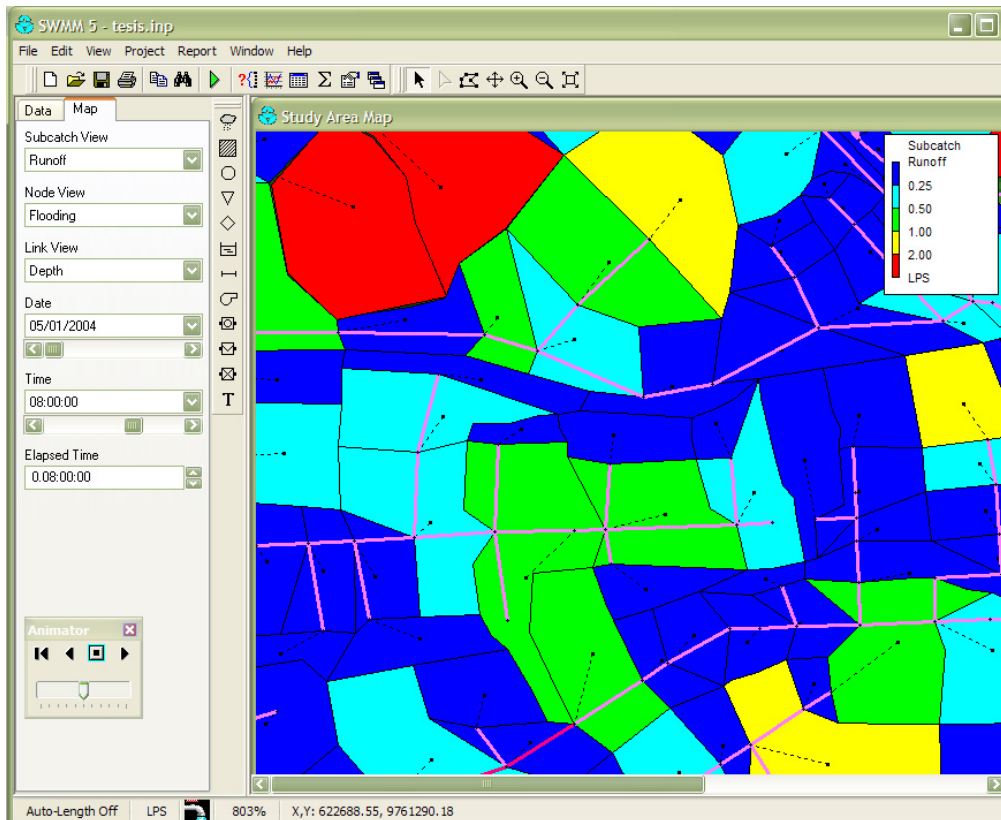 SWMM 5 - tesis.inp
File Edit View Project Report Window Help
Data Map
Subcatch View
Runoff
Node View
Flooding
Link View
Depth
Date
05/01/2004
Time
08:00:00
Elapsed Time
0.08:00:00
Animator
T
Study Area Map
Subcatch
Runoff
0.25
0.50
1.00
2.00
LPS
Auto-Length Off LPS 803% X,Y: 622688.55, 9761290.18